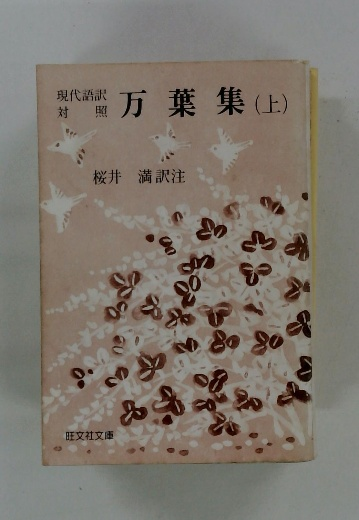 現代語訳
対照 万葉集(上)
桜井 満訳注
旺文社文庫